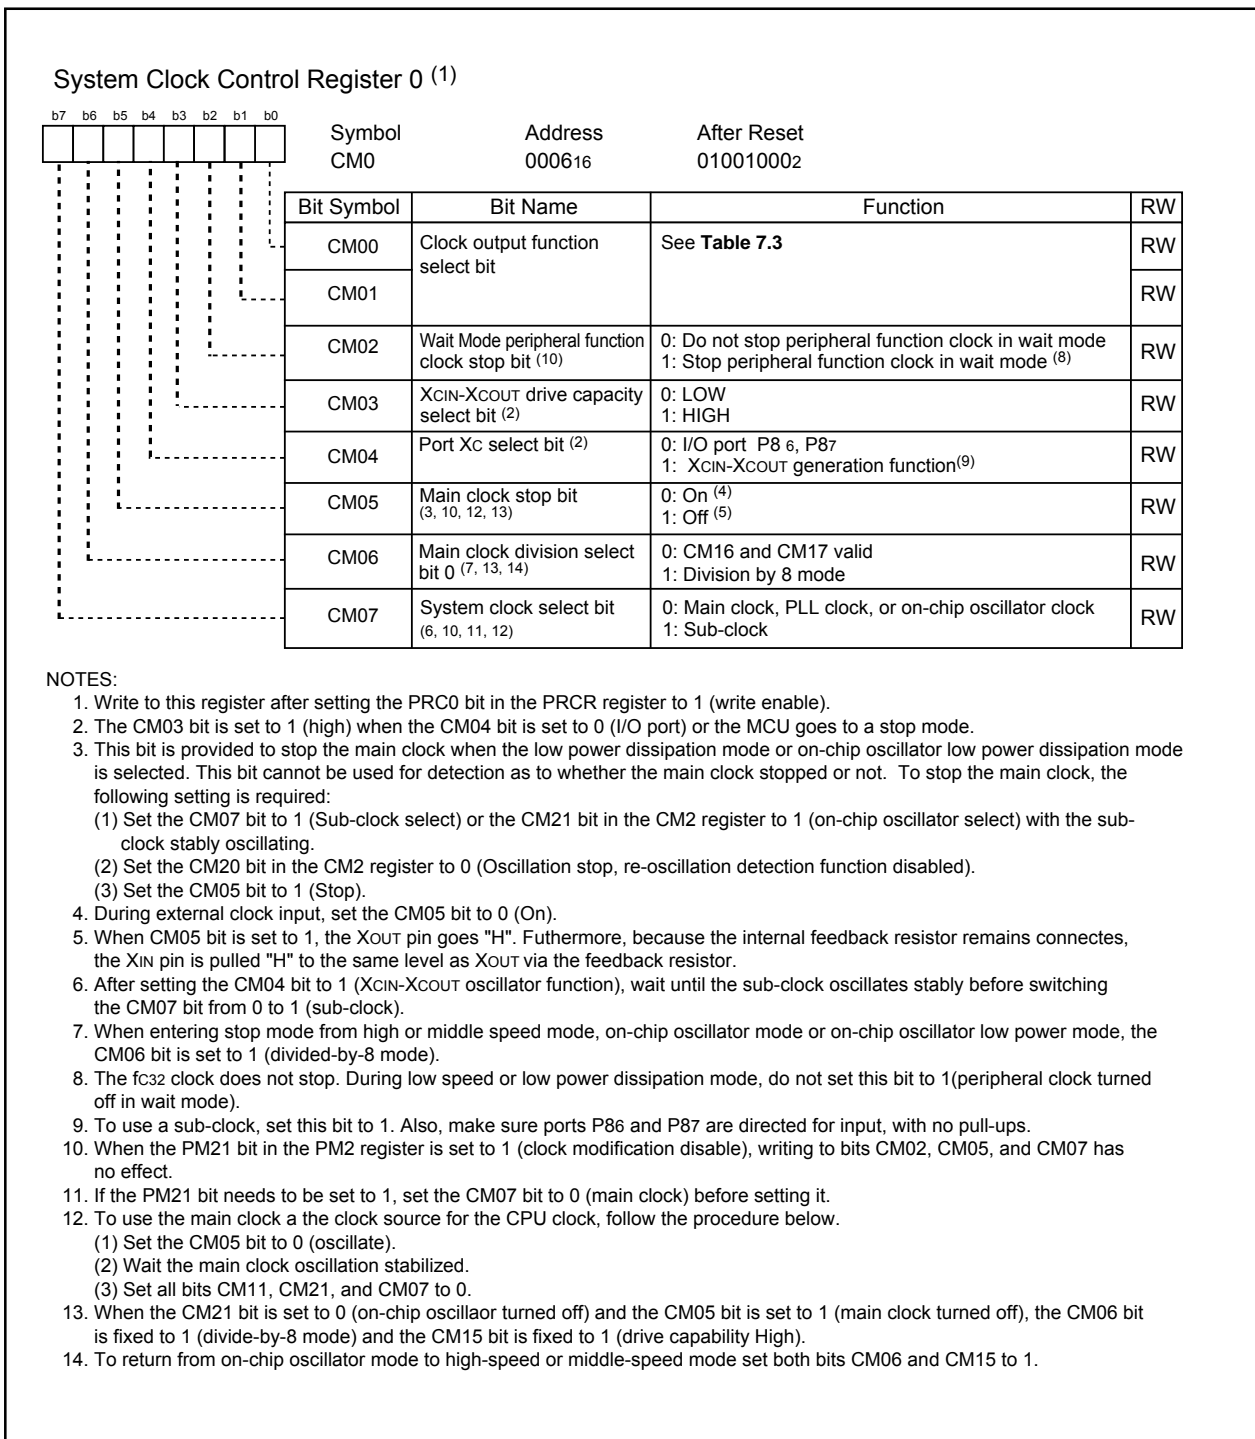 System Clock Control Register 0 (1)
b7 b6 b5 b4 b3 b2 b1 b0
Symbol Address After Reset
CM0 000616 010010002
Bit Symbol Bit Name Function RW
CM00 Clock output function select bit See Table 7.3 RW
CM01 RW
CM02 Wait Mode peripheral function clock stop bit (10) 0: Do not stop peripheral function clock in wait mode
1: Stop peripheral function clock in wait mode (8) RW
CM03 XCIN-XCOUT drive capacity select bit (2) 0: LOW
1: HIGH RW
CM04 Port XC select bit (2) 0: I/O port P8 6, P87
1: XCIN-XCOUT generation function(9) RW
CM05 Main clock stop bit (3, 10, 12, 13) 0: On (4)
1: Off (5) RW
CM06 Main clock division select bit 0 (7, 13, 14) 0: CM16 and CM17 valid
1: Division by 8 mode RW
CM07 System clock select bit (6, 10, 11, 12) 0: Main clock, PLL clock, or on-chip oscillator clock
1: Sub-clock RW
NOTES:
1. Write to this register after setting the PRC0 bit in the PRCR register to 1 (write enable).
2. The CM03 bit is set to 1 (high) when the CM04 bit is set to 0 (I/O port) or the MCU goes to a stop mode.
3. This bit is provided to stop the main clock when the low power dissipation mode or on-chip oscillator low power dissipation mode
is selected. This bit cannot be used for detection as to whether the main clock stopped or not. To stop the main clock, the
following setting is required:
(1) Set the CM07 bit to 1 (Sub-clock select) or the CM21 bit in the CM2 register to 1 (on-chip oscillator select) with the sub-
clock stably oscillating.
(2) Set the CM20 bit in the CM2 register to 0 (Oscillation stop, re-oscillation detection function disabled).
(3) Set the CM05 bit to 1 (Stop).
4. During external clock input, set the CM05 bit to 0 (On).
5. When CM05 bit is set to 1, the XOUT pin goes "H". Futhermore, because the internal feedback resistor remains connectes,
the XIN pin is pulled "H" to the same level as XOUT via the feedback resistor.
6. After setting the CM04 bit to 1 (XCIN-XCOUT oscillator function), wait until the sub-clock oscillates stably before switching
the CM07 bit from 0 to 1 (sub-clock).
7. When entering stop mode from high or middle speed mode, on-chip oscillator mode or on-chip oscillator low power mode, the
CM06 bit is set to 1 (divided-by-8 mode).
8. The fC32 clock does not stop. During low speed or low power dissipation mode, do not set this bit to 1(peripheral clock turned
off in wait mode).
9. To use a sub-clock, set this bit to 1. Also, make sure ports P86 and P87 are directed for input, with no pull-ups.
10. When the PM21 bit in the PM2 register is set to 1 (clock modification disable), writing to bits CM02, CM05, and CM07 has
no effect.
11. If the PM21 bit needs to be set to 1, set the CM07 bit to 0 (main clock) before setting it.
12. To use the main clock a the clock source for the CPU clock, follow the procedure below.
(1) Set the CM05 bit to 0 (oscillate).
(2) Wait the main clock oscillation stabilized.
(3) Set all bits CM11, CM21, and CM07 to 0.
13. When the CM21 bit is set to 0 (on-chip oscillaor turned off) and the CM05 bit is set to 1 (main clock turned off), the CM06 bit
is fixed to 1 (divide-by-8 mode) and the CM15 bit is fixed to 1 (drive capability High).
14. To return from on-chip oscillator mode to high-speed or middle-speed mode set both bits CM06 and CM15 to 1.